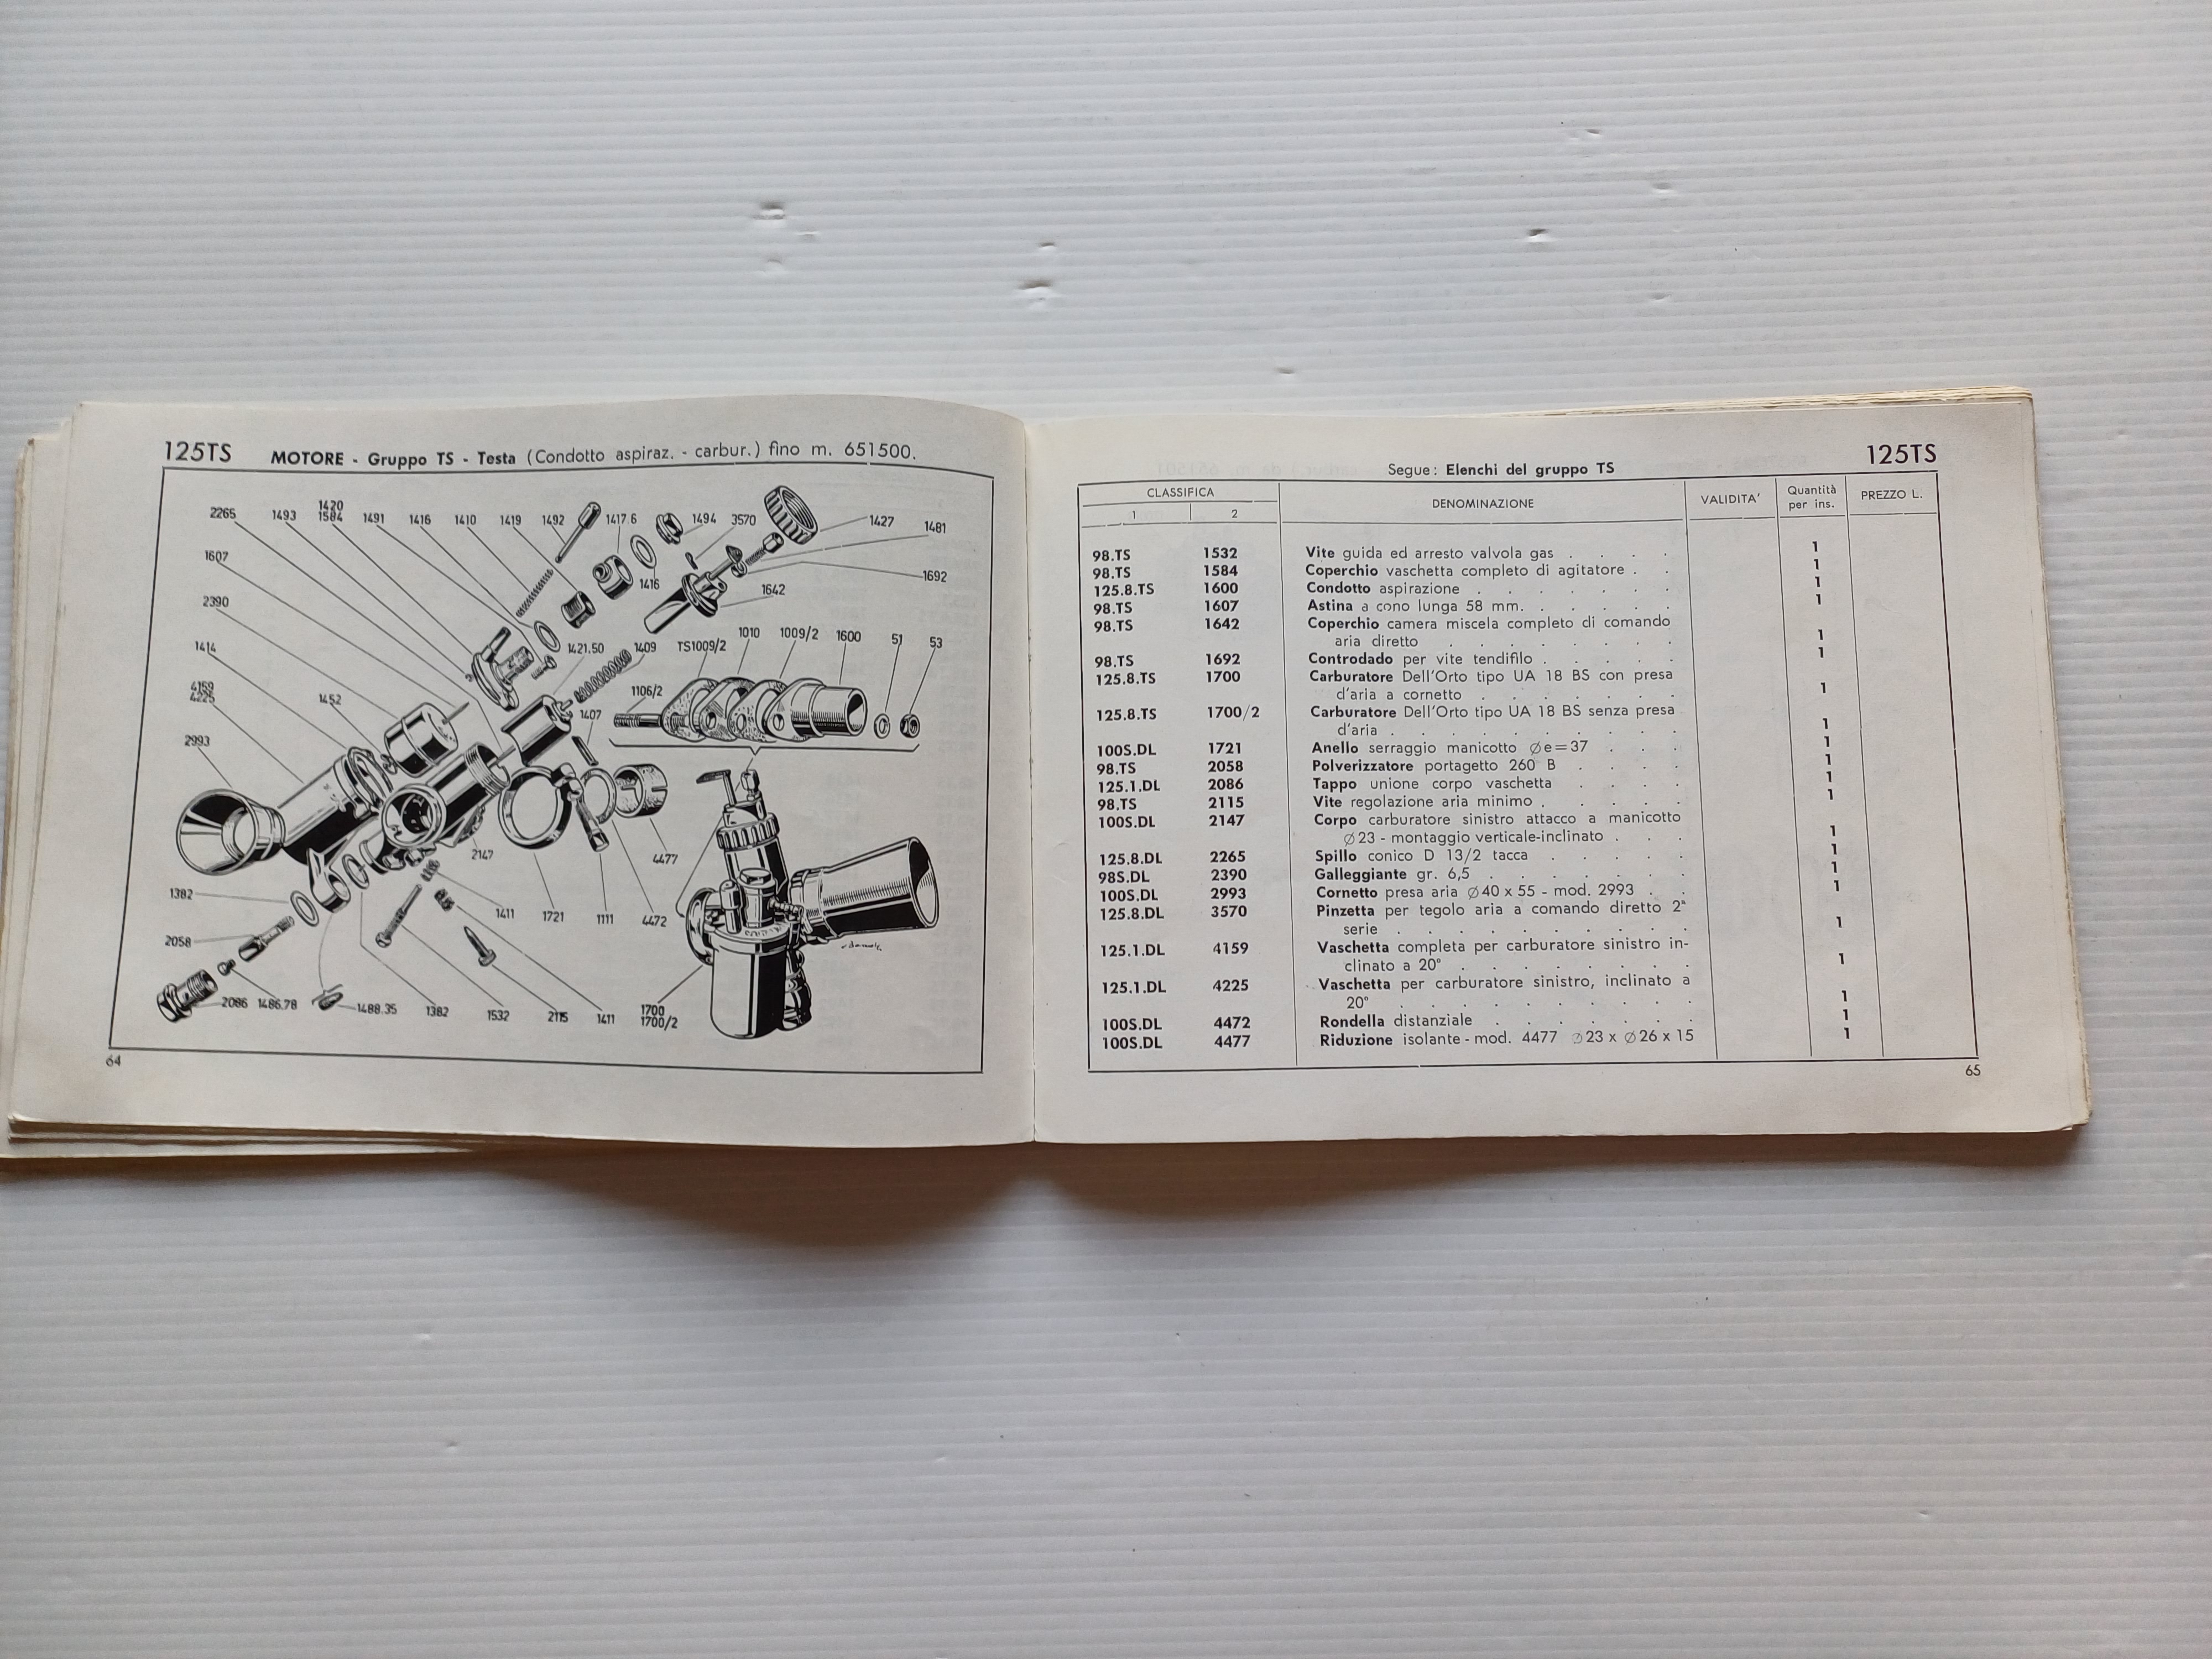 125TS MOTORE - Gruppo TS - Testa (Condotto aspiraz. - carbur.) fino m. 651500.
2265 1493 1420 1584 1491 1416 1410 1419 1492 1417.6 1494 3570 1427 1481
1607
1416
1692
2390
1642
1414
1421.50 1409 TS1009/2 1010 1009/2 1600 51 53
4159
4225
1452
1106/2
1407
2993
2147
4477
1382
1411 1721 1111 4472
2058
2086 1486.78 1488.35 1382 1532 2115 1411 1700
1700/2
64
Segue: Elenchi del gruppo TS 125TS
CLASSIFICA DENOMINAZIONE VALIDITA' Quantità per ins. PREZZO L.
1 2
98.TS 1532 Vite guida ed arresto valvola gas . . . . 1
98.TS 1584 Coperchio vaschetta completo di agitatore . . 1
125.8.TS 1600 Condotto aspirazione . . . . . . 1
98.TS 1607 Astina a cono lunga 58 mm. . . . . . 1
98.TS 1642 Coperchio camera miscela completo di comando
aria diretto . . . . . . . 1
98.TS 1692 Controdado per vite tendifilo . . . . . 1
125.8.TS 1700 Carburatore Dell'Orto tipo UA 18 BS con presa
d'aria a cornetto . . . . . . 1
125.8.TS 1700/2 Carburatore Dell'Orto tipo UA 18 BS senza presa
d'aria . . . . . . . . . 1
100S.DL 1721 Anello serraggio manicotto Øe=37 . . . 1
98.TS 2058 Polverizzatore portagetto 260 B . . . . 1
125.1.DL 2086 Tappo unione corpo vaschetta . . . . 1
98.TS 2115 Vite regolazione aria minimo . . . . . 1
100S.DL 2147 Corpo carburatore sinistro attacco a manicotto
Ø23 - montaggio verticale-inclinato . . . 1
125.8.DL 2265 Spillo conico D 13/2 tacca . . . . . 1
98S.DL 2390 Galleggiante gr. 6,5 . . . . . . 1
100S.DL 2993 Cornetto presa aria Ø40 x 55 - mod. 2993 . . 1
125.8.DL 3570 Pinzetta per tegolo aria a comando diretto 2ª
serie . . . . . . . . . 1
125.1.DL 4159 Vaschetta completa per carburatore sinistro in-
clinato a 20° . . . . . . . 1
125.1.DL 4225 Vaschetta per carburatore sinistro, inclinato a
20° . . . . . . . . . 1
100S.DL 4472 Rondella distanziale . . . . . . 1
100S.DL 4477 Riduzione isolante - mod. 4477 Ø23 x Ø26 x 15 1
65